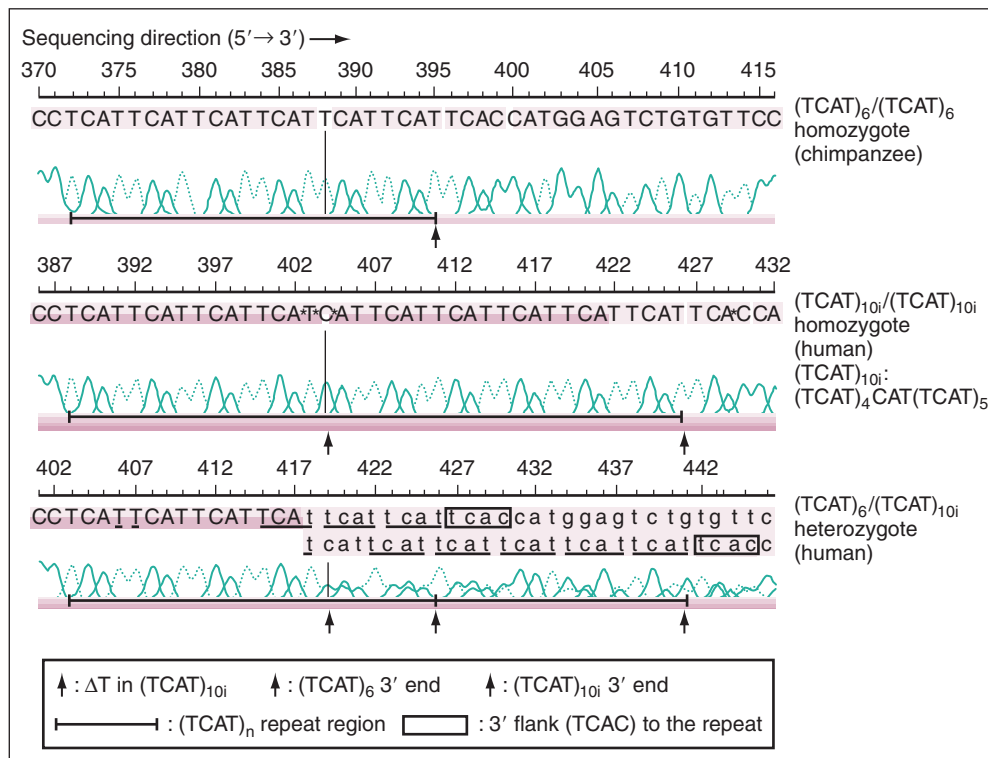 Sequencing direction (5′→ 3′)
370 375 380 385 390 395 400 405 410 415
CCTCATTCATTCATTCATTCATTCATTCACCATGGAGTCTGTGTTCC
(TCAT)6/(TCAT)6
homozygote
(chimpanzee)
387 392 397 402 407 412 417 422 427 432
CCTCATTCATTCATTCA*T*C*ATTCATTCATTCATTCATTCATTCA*CCA
(TCAT)10i/(TCAT)10i
homozygote
(human)
(TCAT)10i:
(TCAT)4CAT(TCAT)5
402 407 412 417 422 427 432 437 442
CCTCATTCATTCATTCAttcattcattcaccatggagtctgtgttc
tcattcattcattcattcattcattcacc
(TCAT)6/(TCAT)10i
heterozygote
(human)
: ΔT in (TCAT)10i : (TCAT)6 3′ end : (TCAT)10i 3′ end
: (TCAT)n repeat region : 3′ flank (TCAC) to the repeat